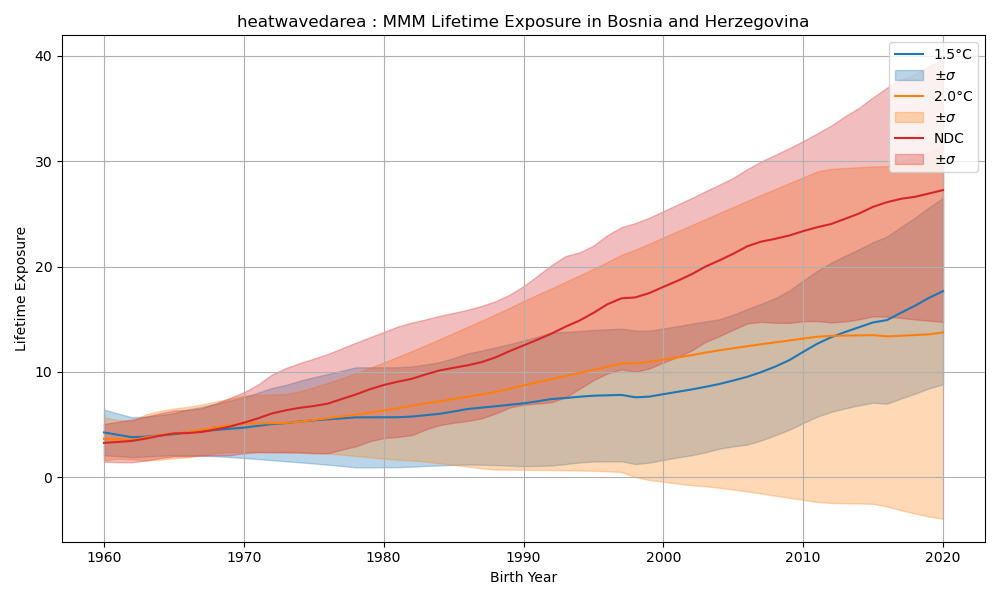 heatwavedarea : MMM Lifetime Exposure in Bosnia and Herzegovina
Lifetime Exposure
40
30
20
10
0
1.5°C
±σ
2.0°C
±σ
NDC
±σ
1960 1970 1980 1990 2000 2010 2020
Birth Year